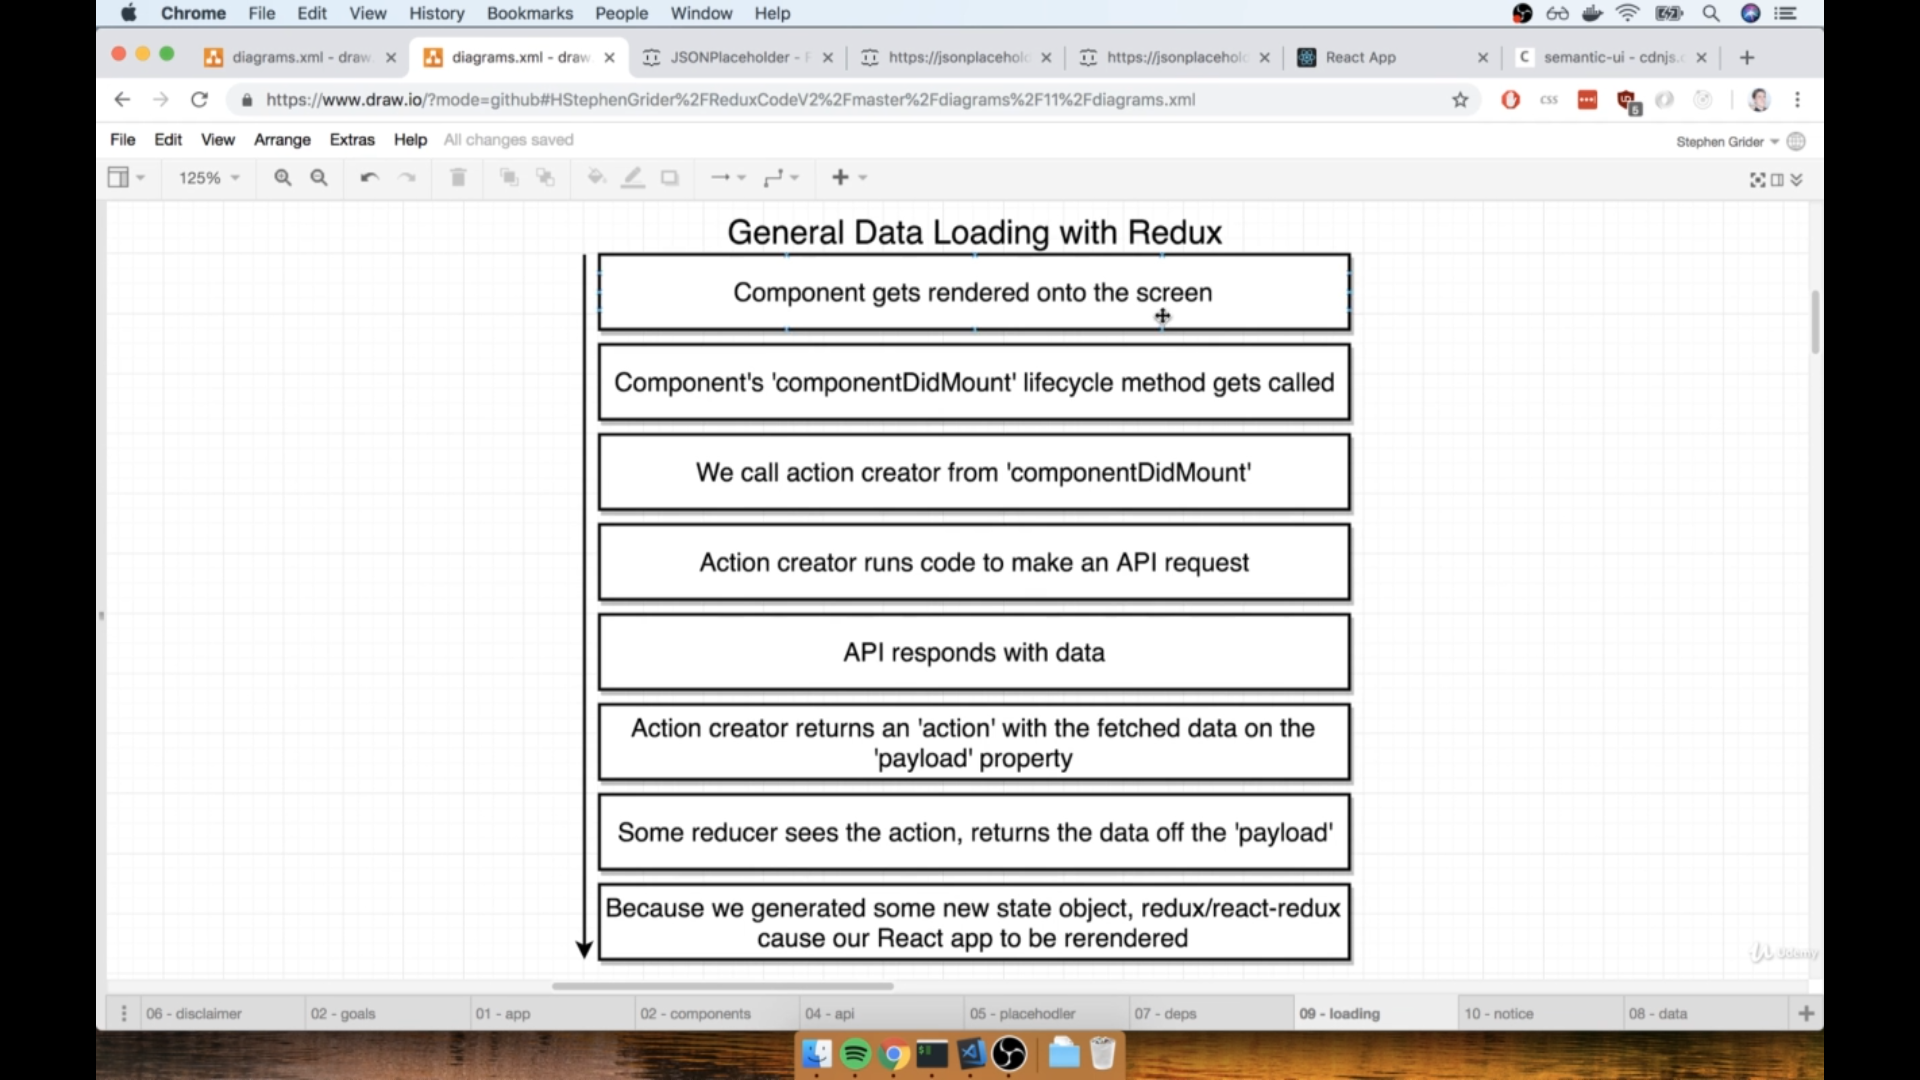 Chrome File Edit View History Bookmarks People Window Help
diagrams.xml - draw.
diagrams.xml - draw.
JSONPlaceholder - F
https://jsonplacehold
https://jsonplacehold
React App
semantic-ui - cdnjs.c
https://www.draw.io/?mode=github#HStephenGrider%2FReduxCodeV2%2Fmaster%2Fdiagrams%2F11%2Fdiagrams.xml
CSS
6
File Edit View Arrange Extras Help All changes saved
Stephen Grider
125%
General Data Loading with Redux
Component gets rendered onto the screen
Component's 'componentDidMount' lifecycle method gets called
We call action creator from 'componentDidMount'
Action creator runs code to make an API request
API responds with data
Action creator returns an 'action' with the fetched data on the
'payload' property
Some reducer sees the action, returns the data off the 'payload'
Because we generated some new state object, redux/react-redux
cause our React app to be rerendered
Udemy
06 - disclaimer
02 - goals
01 - app
02 - components
04 - api
05 - placehodler
07 - deps
09 - loading
10 - notice
08 - data